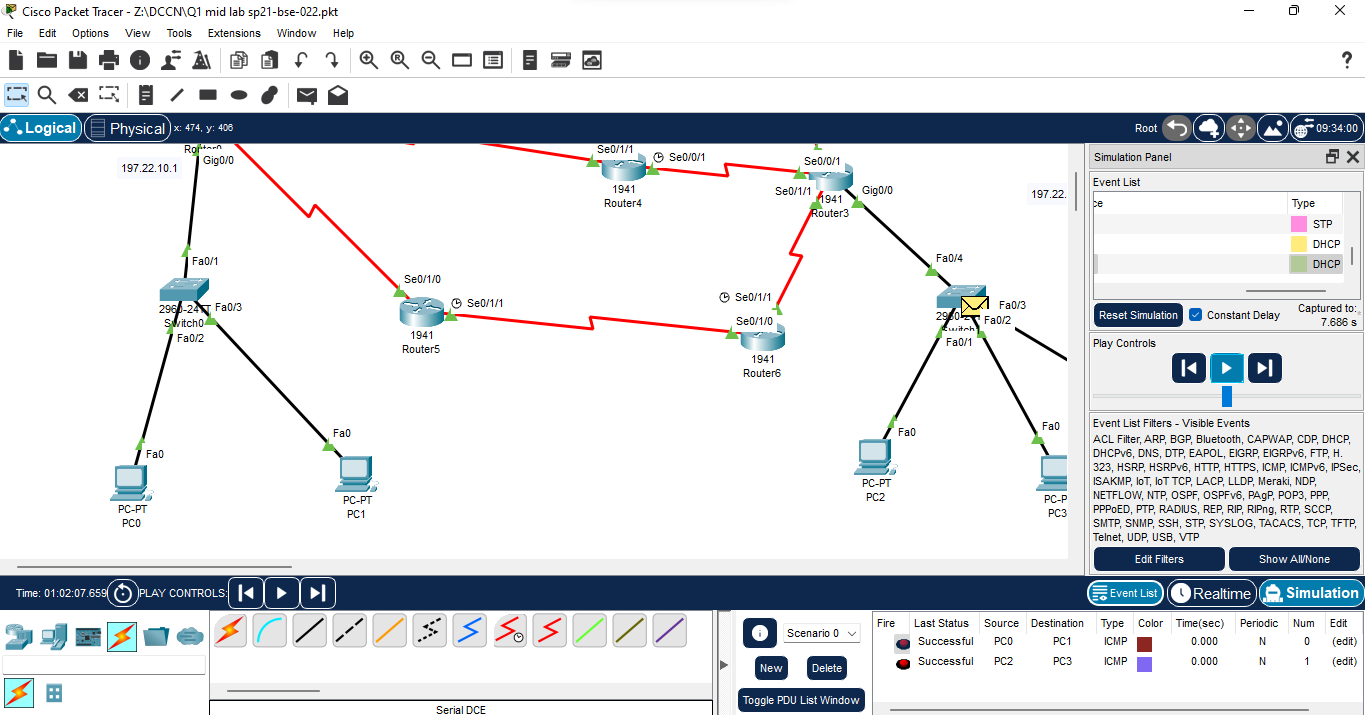 Cisco Packet Tracer - Z:\DCCN\Q1 mid lab sp21-bse-022.pkt
File Edit Options View Tools Extensions Window Help
?
Logical Physical x: 474, y: 406 Root 09:34:00
Router0
Gig0/0
197.22.10.1
Fa0/1
2960-24TT
Switch0
Fa0/3
Fa0/2
Fa0
PC-PT
PC0
Fa0
PC-PT
PC1
Se0/1/0
Se0/1/1
1941
Router5
Se0/1/1
Se0/0/1
1941
Router4
Se0/0/1
Se0/1/1
Gig0/0
1941
Router3
Se0/1/1
Se0/1/0
1941
Router6
197.22.
Fa0/4
Fa0/3
Fa0/2
Switch1
Fa0/1
Fa0
PC-PT
PC2
Fa0
PC-P
PC3
Simulation Panel
Event List
ce Type
STP
DHCP
DHCP
Reset Simulation Constant Delay Captured to:
7.686 s
Play Controls
Event List Filters - Visible Events
ACL Filter, ARP, BGP, Bluetooth, CAPWAP, CDP, DHCP,
DHCPv6, DNS, DTP, EAPOL, EIGRP, EIGRPv6, FTP, H.
323, HSRP, HSRPv6, HTTP, HTTPS, ICMP, ICMPv6, IPSec,
ISAKMP, IoT, IoT TCP, LACP, LLDP, Meraki, NDP,
NETFLOW, NTP, OSPF, OSPFv6, PAgP, POP3, PPP,
PPPoED, PTP, RADIUS, REP, RIP, RIPng, RTP, SCCP,
SMTP, SNMP, SSH, STP, SYSLOG, TACACS, TCP, TFTP,
Telnet, UDP, USB, VTP
Edit Filters Show All/None
Time: 01:02:07.659 PLAY CONTROLS: Event List Realtime Simulation
Serial DCE
Scenario 0
New Delete
Toggle PDU List Window
Fire Last Status Source Destination Type Color Time(sec) Periodic Num Edit
Successful PC0 PC1 ICMP 0.000 N 0 (edit)
Successful PC2 PC3 ICMP 0.000 N 1 (edit)